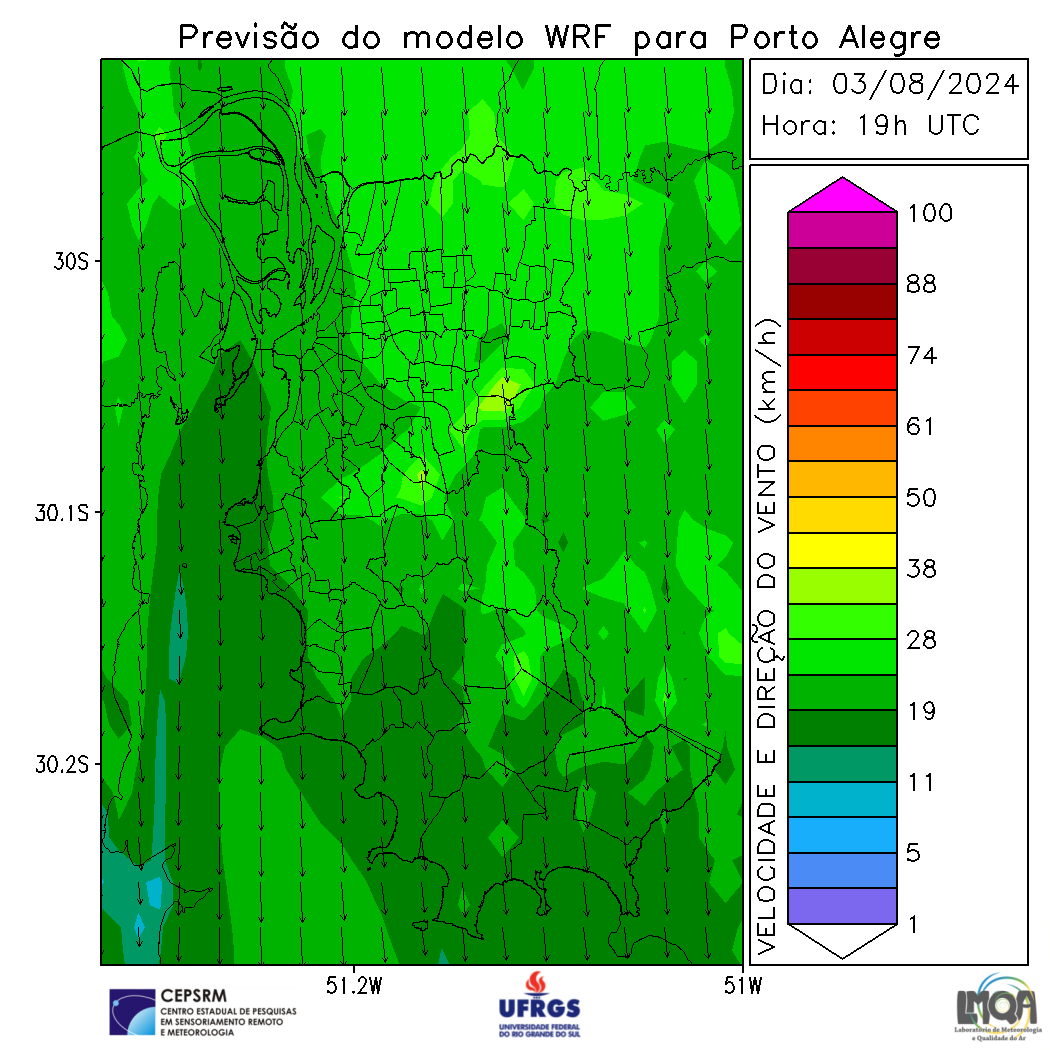 Previsão do modelo WRF para Porto Alegre
Dia: 03/08/2024
Hora: 19h UTC
30S
30.1S
30.2S
51.2W
51W
VELOCIDADE E DIREÇÃO DO VENTO (km/h)
100
88
74
61
50
38
28
19
11
5
1
CEPSRM
CENTRO ESTADUAL DE PESQUISAS
EM SENSORIAMENTO REMOTO
E METEOROLOGIA
UFRGS
UNIVERSIDADE FEDERAL
DO RIO GRANDE DO SUL
LMQA
Laboratório de Meteorologia
e Qualidade do Ar